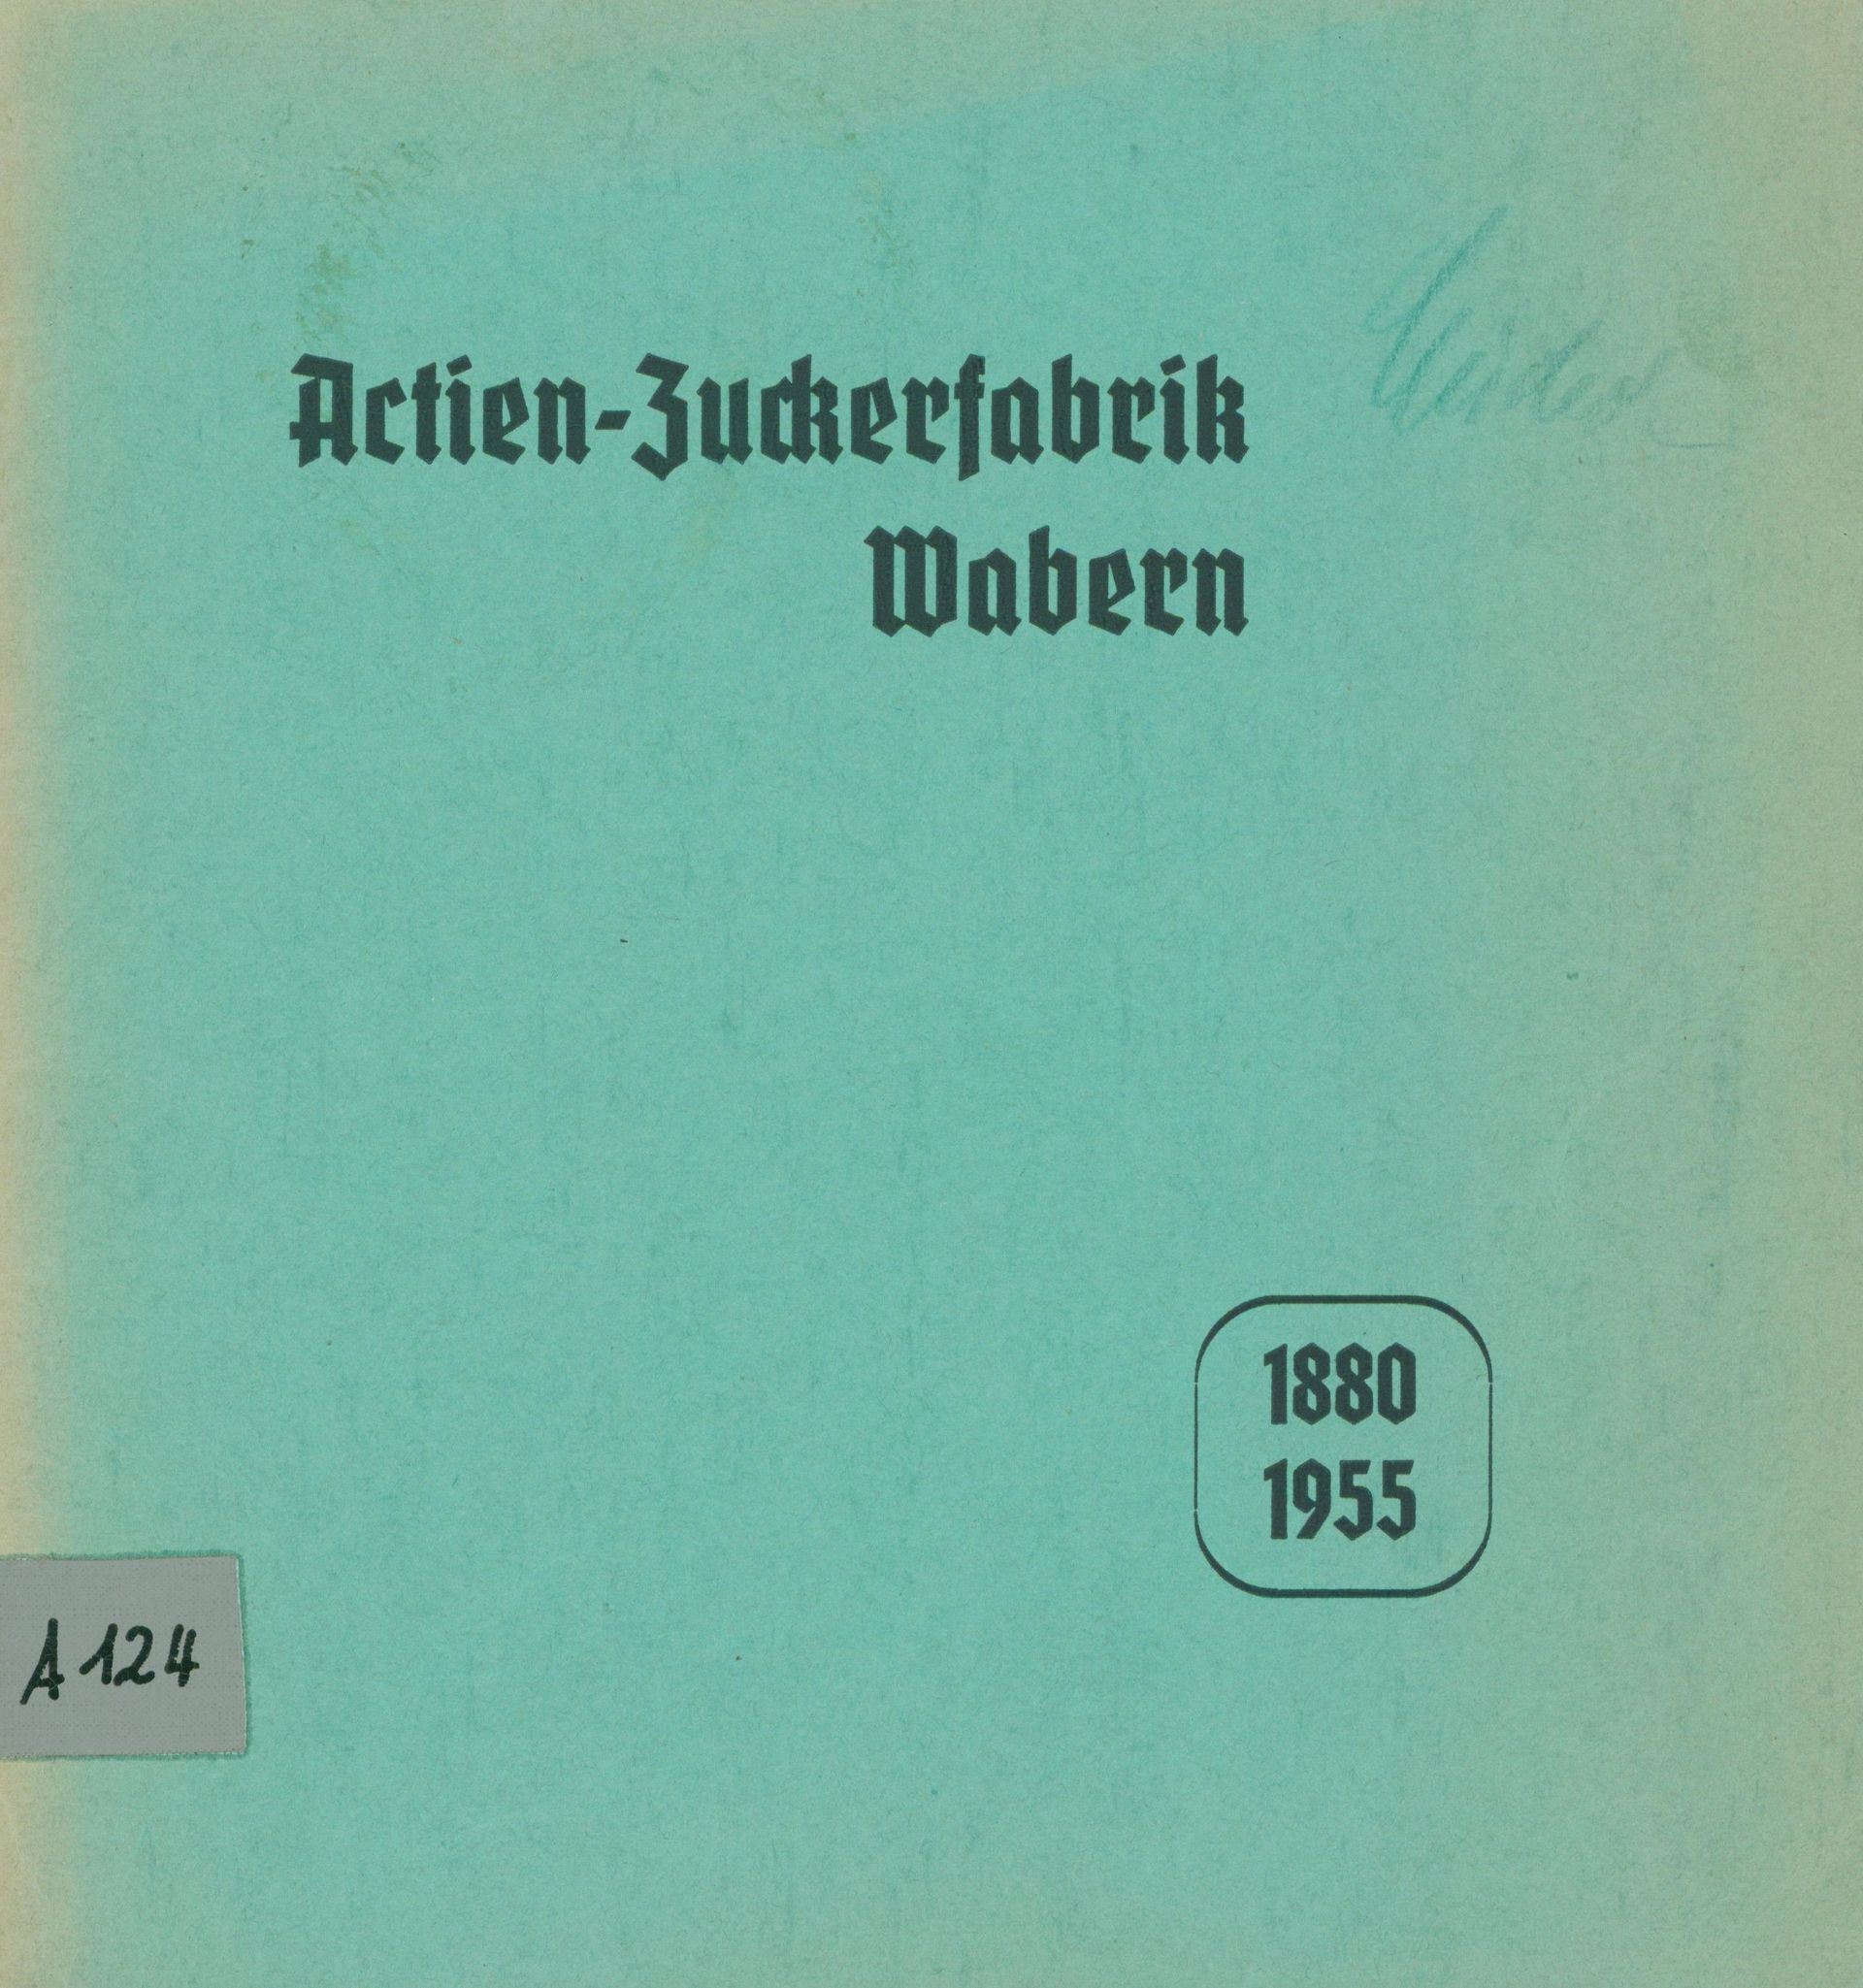 Actien-Zuckerfabrik
Wabern
1880
1955
A 124